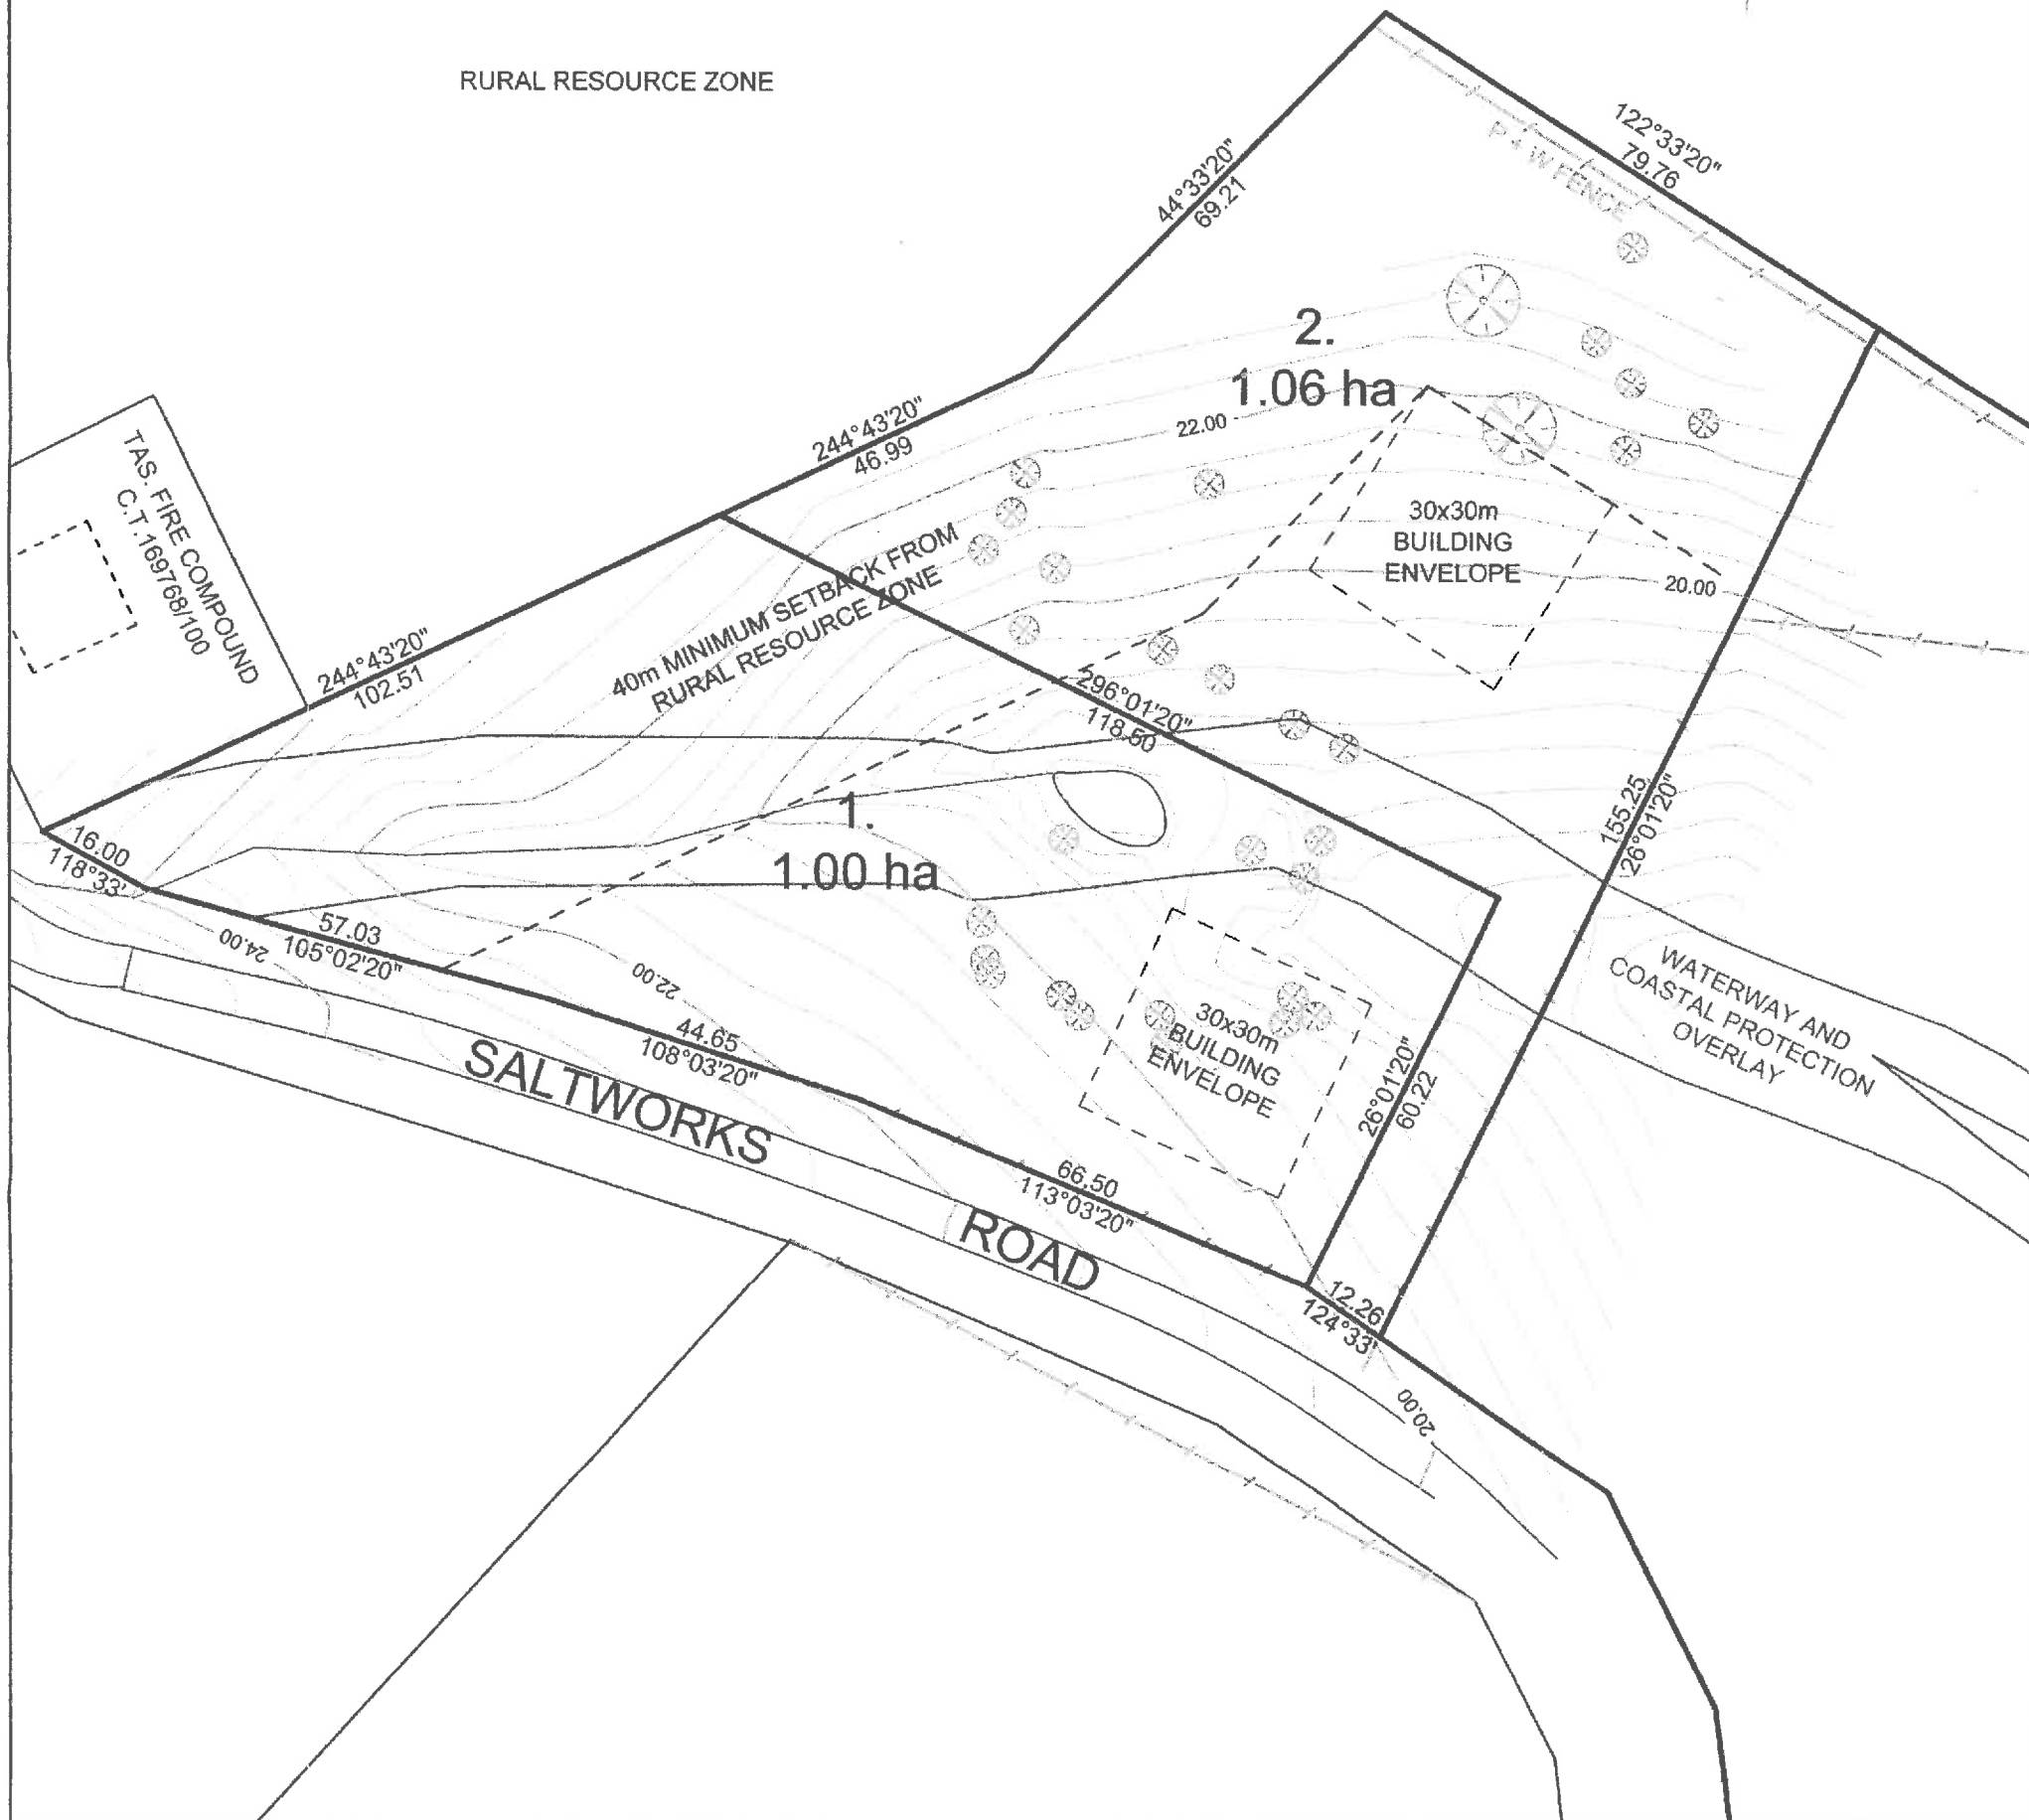 RURAL RESOURCE ZONE
122°33'20"
79.76
P + W FENCE
44°33'20"
69.21
2.
1.06 ha
22.00
244°43'20"
46.99
TAS. FIRE COMPOUND
C.T.169768/100
30x30m
BUILDING
ENVELOPE
20.00
40m MINIMUM SETBACK FROM
RURAL RESOURCE ZONE
244°43'20"
102.51
296°01'20"
118.50
155.25
26°01'20"
1.
1.00 ha
16.00
118°33'
57.03
105°02'20"
24.00
22.00
WATERWAY AND
COASTAL PROTECTION
OVERLAY
30x30m
BUILDING
ENVELOPE
44.65
108°03'20"
26°01'20"
60.22
SALTWORKS
ROAD
66.50
113°03'20"
12.26
124°33'
20.00